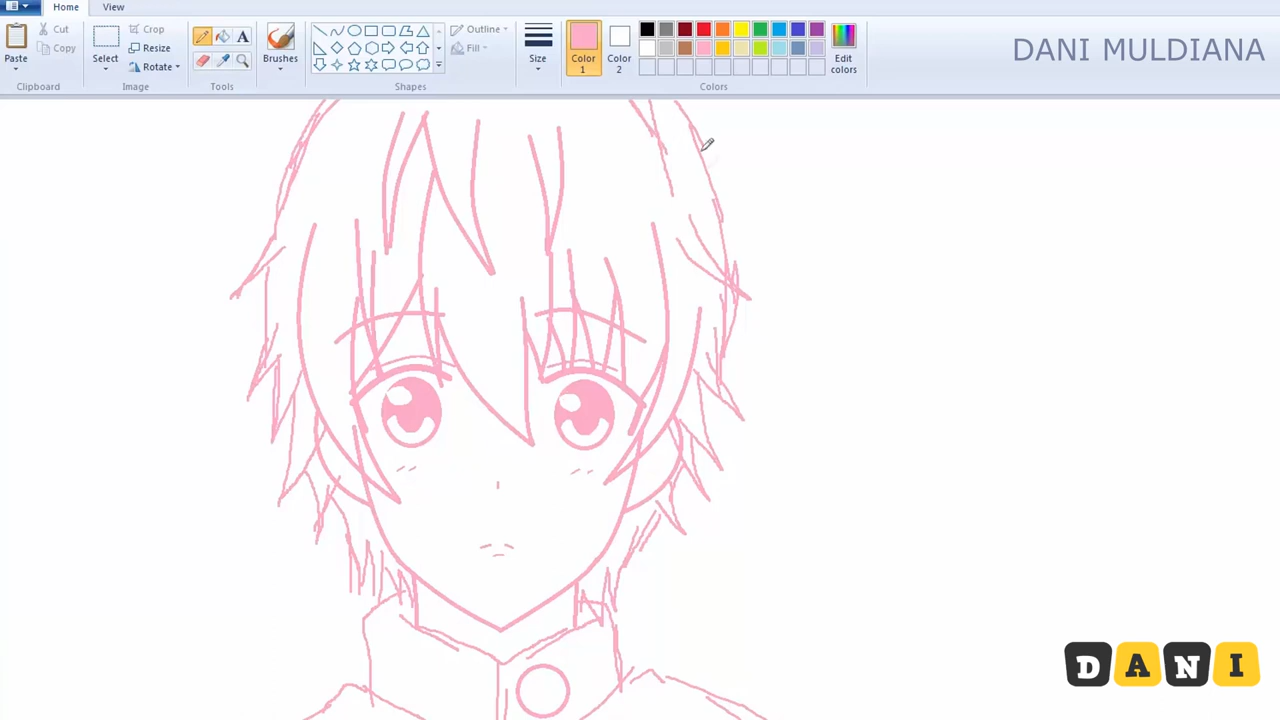 Home View
Paste
Cut
Copy
Clipboard
Select
Crop
Resize
Rotate
Image
A
Tools
Brushes
Outline
Fill
Shapes
Size
Color 1
Color 2
Edit colors
Colors
DANI MULDIANA
DANI